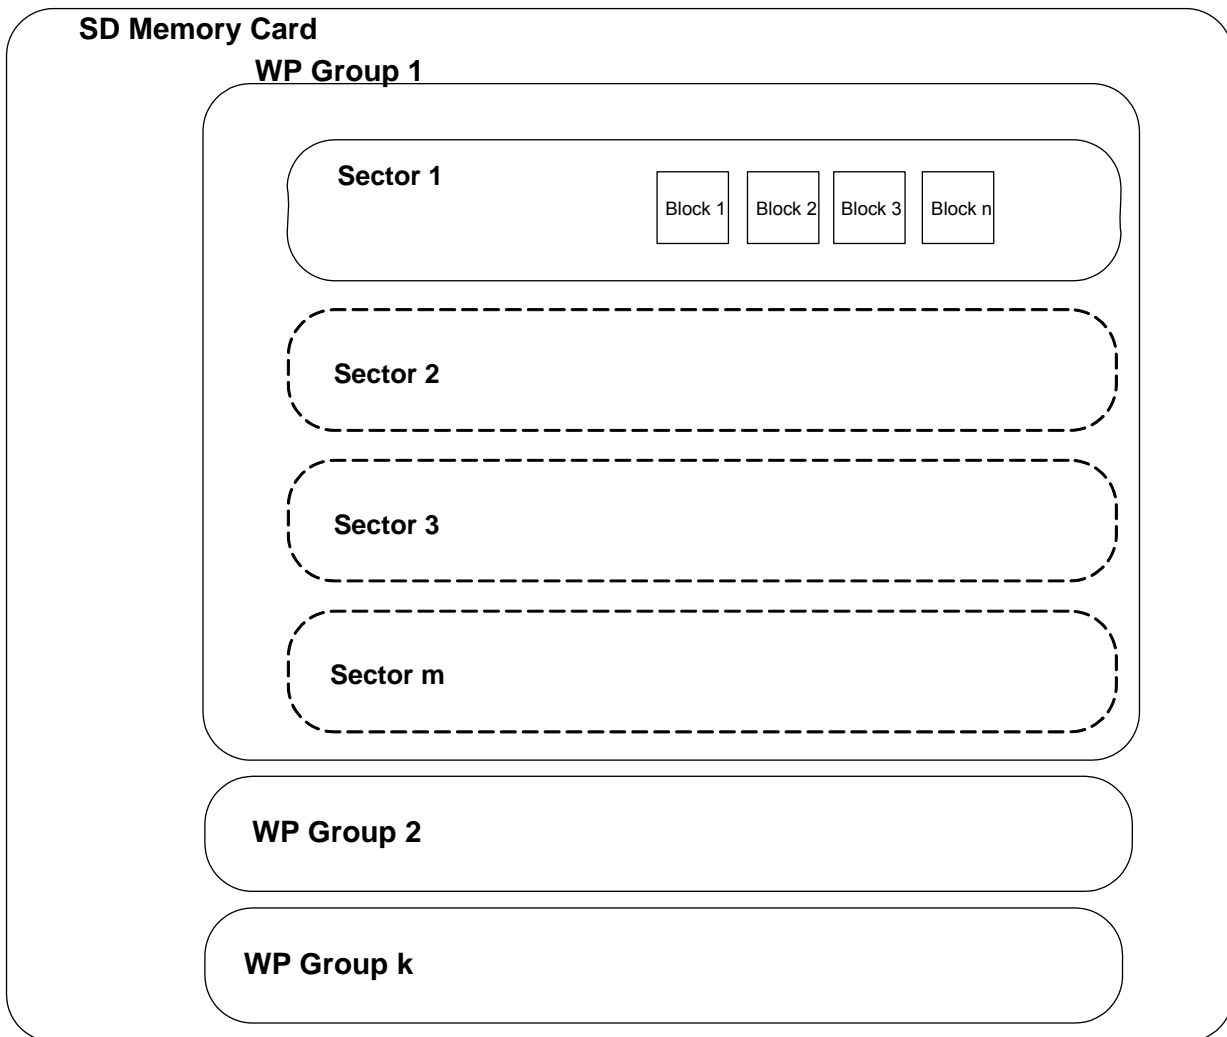 SD Memory Card
WP Group 1
Sector 1
Block 1 Block 2 Block 3 Block n
Sector 2
Sector 3
Sector m
WP Group 2
WP Group k